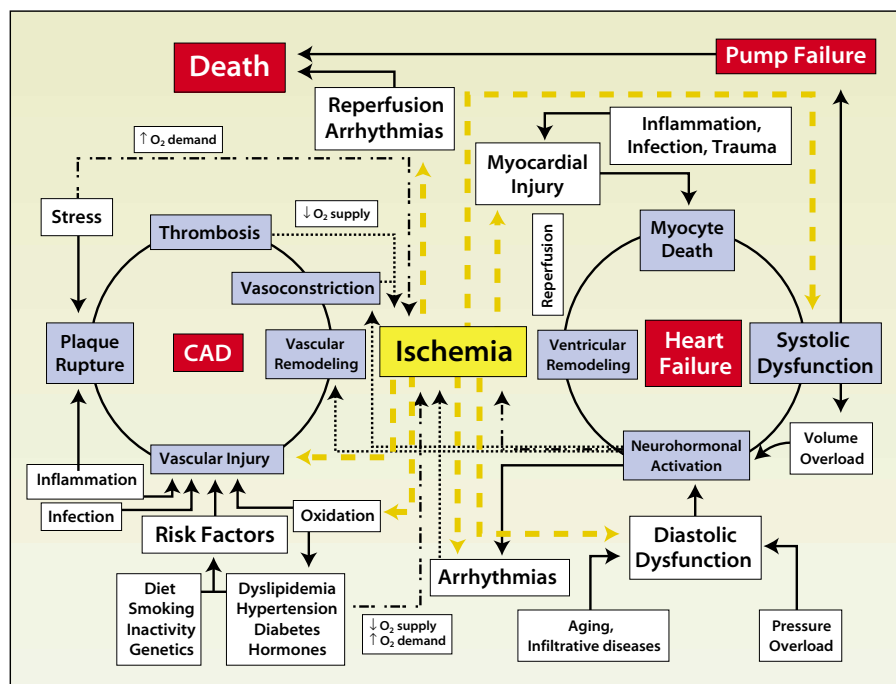 Death
Pump Failure
Reperfusion
Arrhythmias
Inflammation,
Infection, Trauma
↑ O₂ demand
Myocardial
Injury
Stress
↓ O₂ supply
Thrombosis
Myocyte
Death
Reperfusion
Vasoconstriction
Plaque
Rupture
CAD
Vascular
Remodeling
Ischemia
Ventricular
Remodeling
Heart
Failure
Systolic
Dysfunction
Vascular Injury
Neurohormonal
Activation
Volume
Overload
Inflammation
Infection
Oxidation
Risk Factors
Diastolic
Dysfunction
Arrhythmias
Diet
Smoking
Inactivity
Genetics
Dyslipidemia
Hypertension
Diabetes
Hormones
↓ O₂ supply
↑ O₂ demand
Aging,
Infiltrative diseases
Pressure
Overload